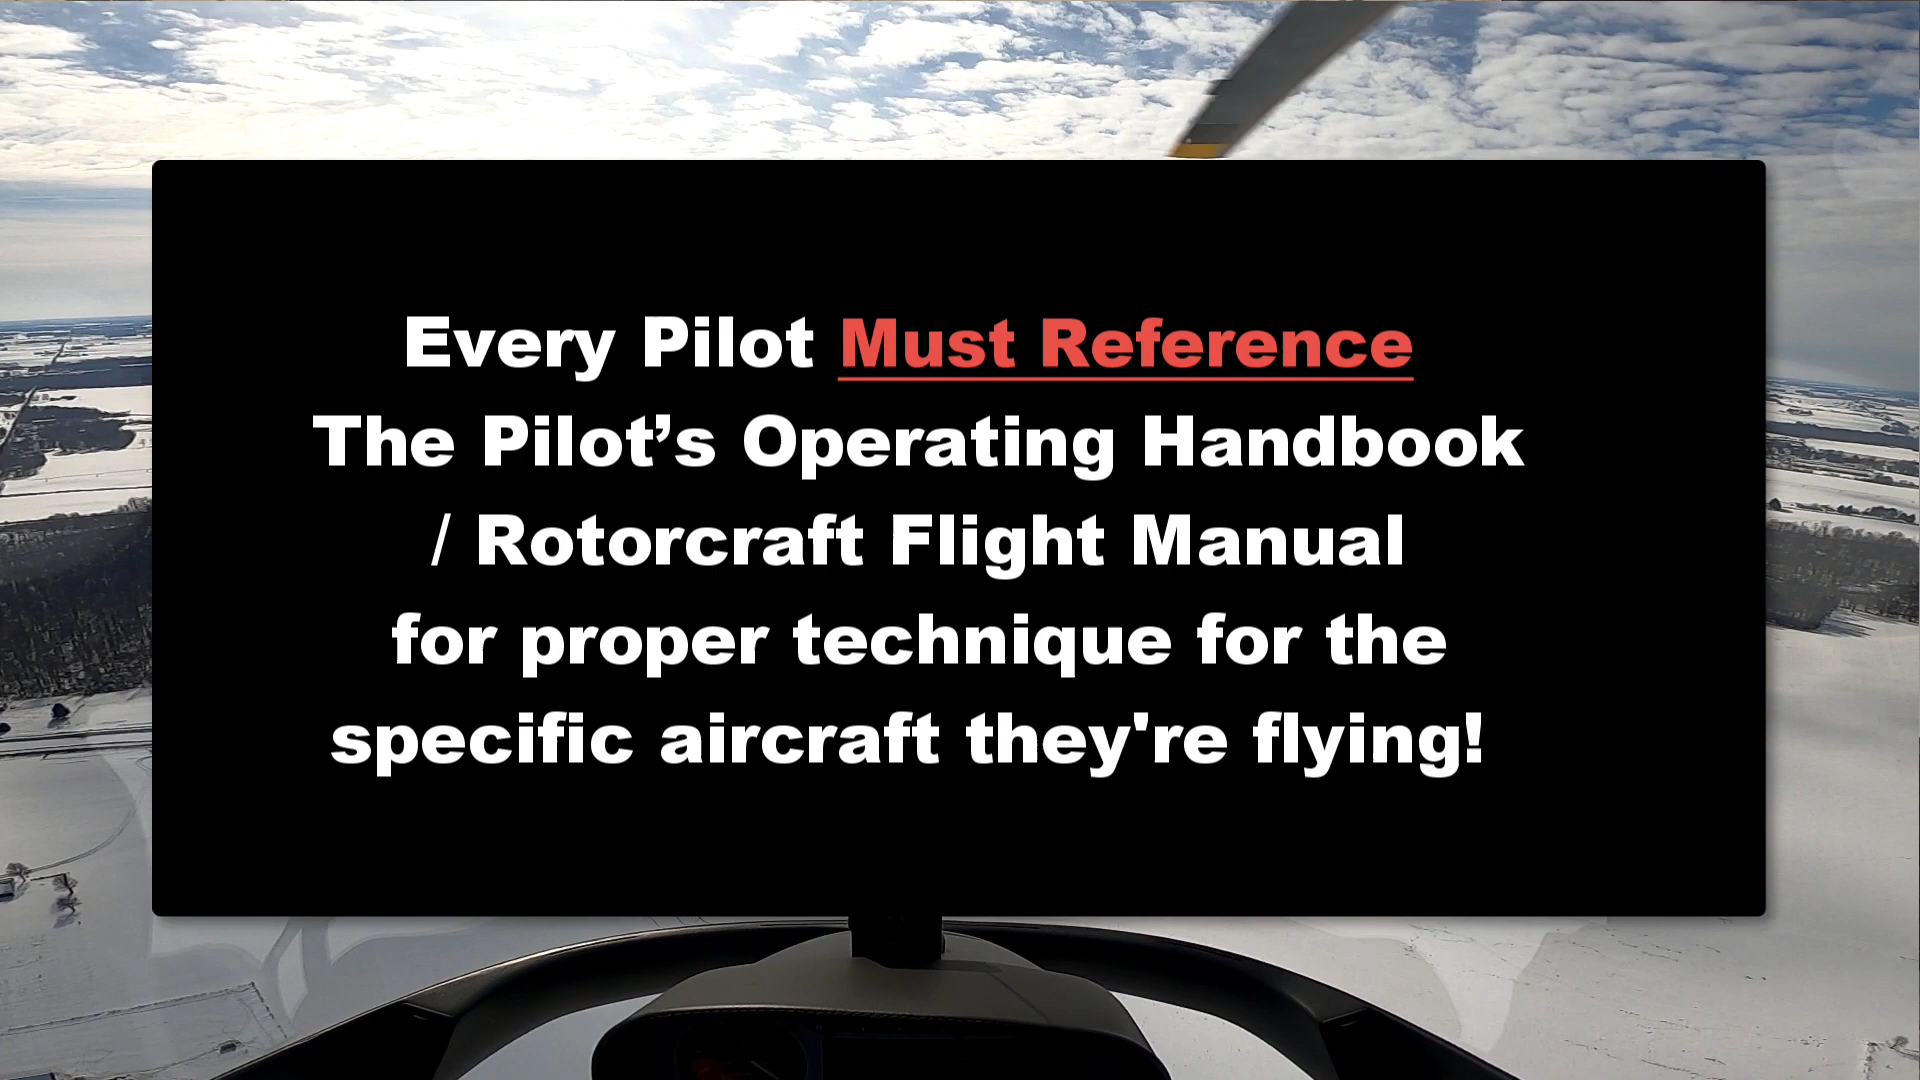 Every Pilot Must Reference
The Pilot’s Operating Handbook
/ Rotorcraft Flight Manual
for proper technique for the
specific aircraft they're flying!